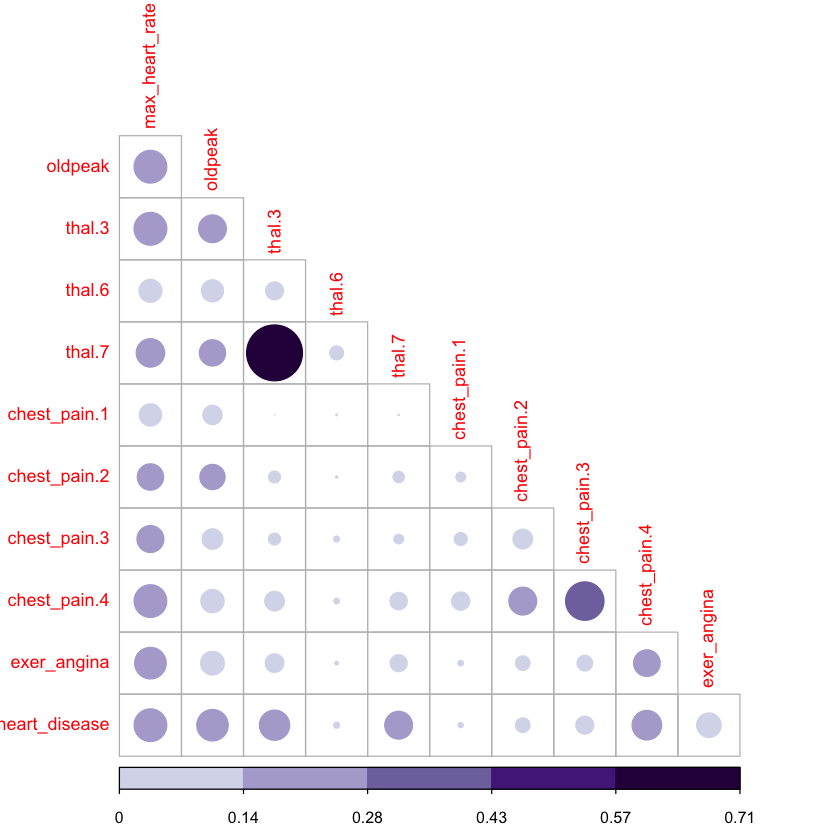 max_heart_rate
oldpeak
oldpeak
thal.3
thal.3
thal.6
thal.6
thal.7
thal.7
chest_pain.1
chest_pain.1
chest_pain.2
chest_pain.2
chest_pain.3
chest_pain.3
chest_pain.4
chest_pain.4
exer_angina
exer_angina
heart_disease
0 0.14 0.28 0.43 0.57 0.71